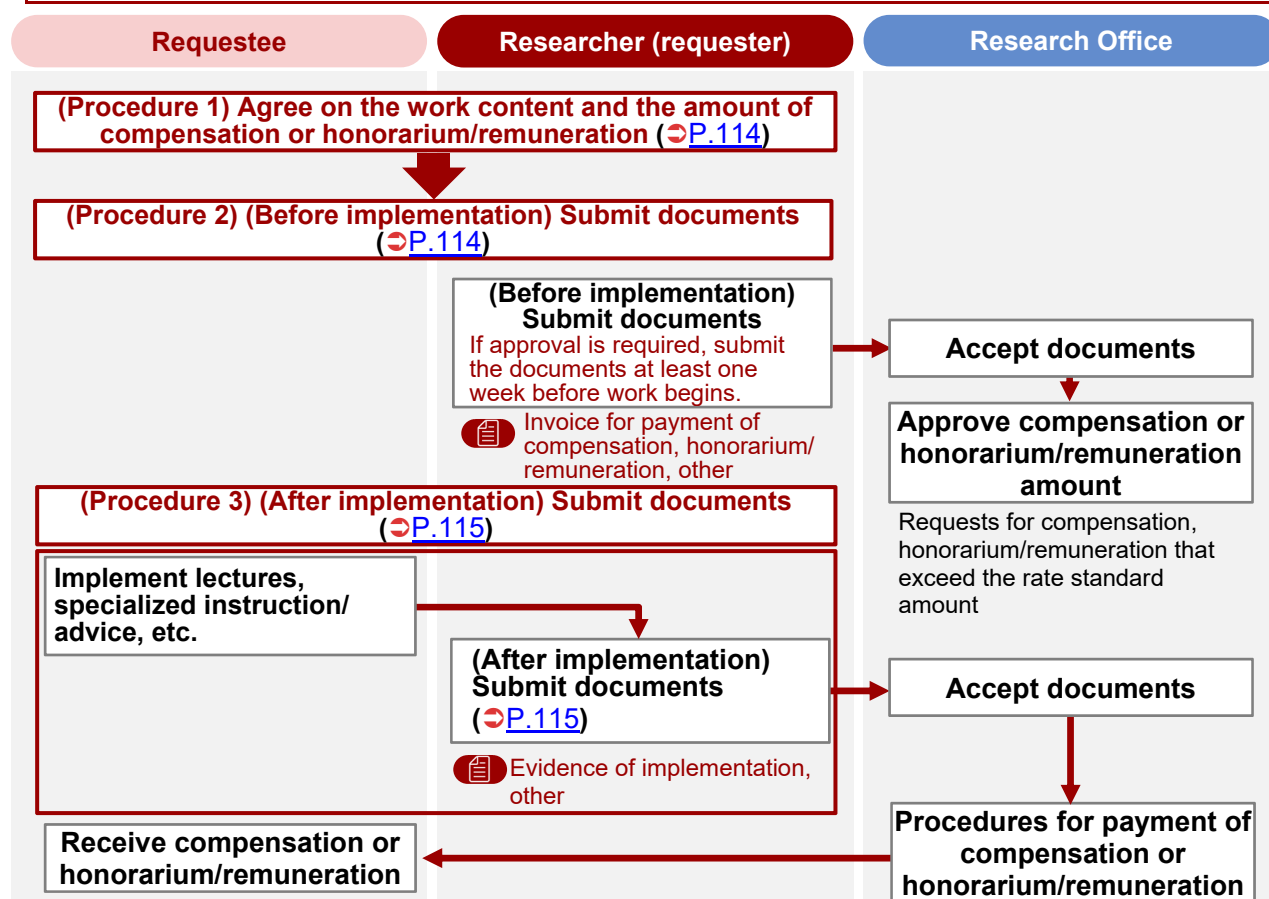 Requestee
Researcher (requester)
Research Office
(Procedure 1) Agree on the work content and the amount of
compensation or honorarium/remuneration (➲P.114)
(Procedure 2) (Before implementation) Submit documents
(➲P.114)
(Before implementation)
Submit documents
If approval is required, submit
the documents at least one
week before work begins.
Accept documents
Invoice for payment of
compensation, honorarium/
remuneration, other
Approve compensation or
honorarium/remuneration
amount
Requests for compensation,
honorarium/remuneration that
exceed the rate standard
amount
(Procedure 3) (After implementation) Submit documents
(➲P.115)
Implement lectures,
specialized instruction/
advice, etc.
(After implementation)
Submit documents
(➲P.115)
Accept documents
Evidence of implementation,
other
Procedures for payment of
compensation or
honorarium/remuneration
Receive compensation or
honorarium/remuneration